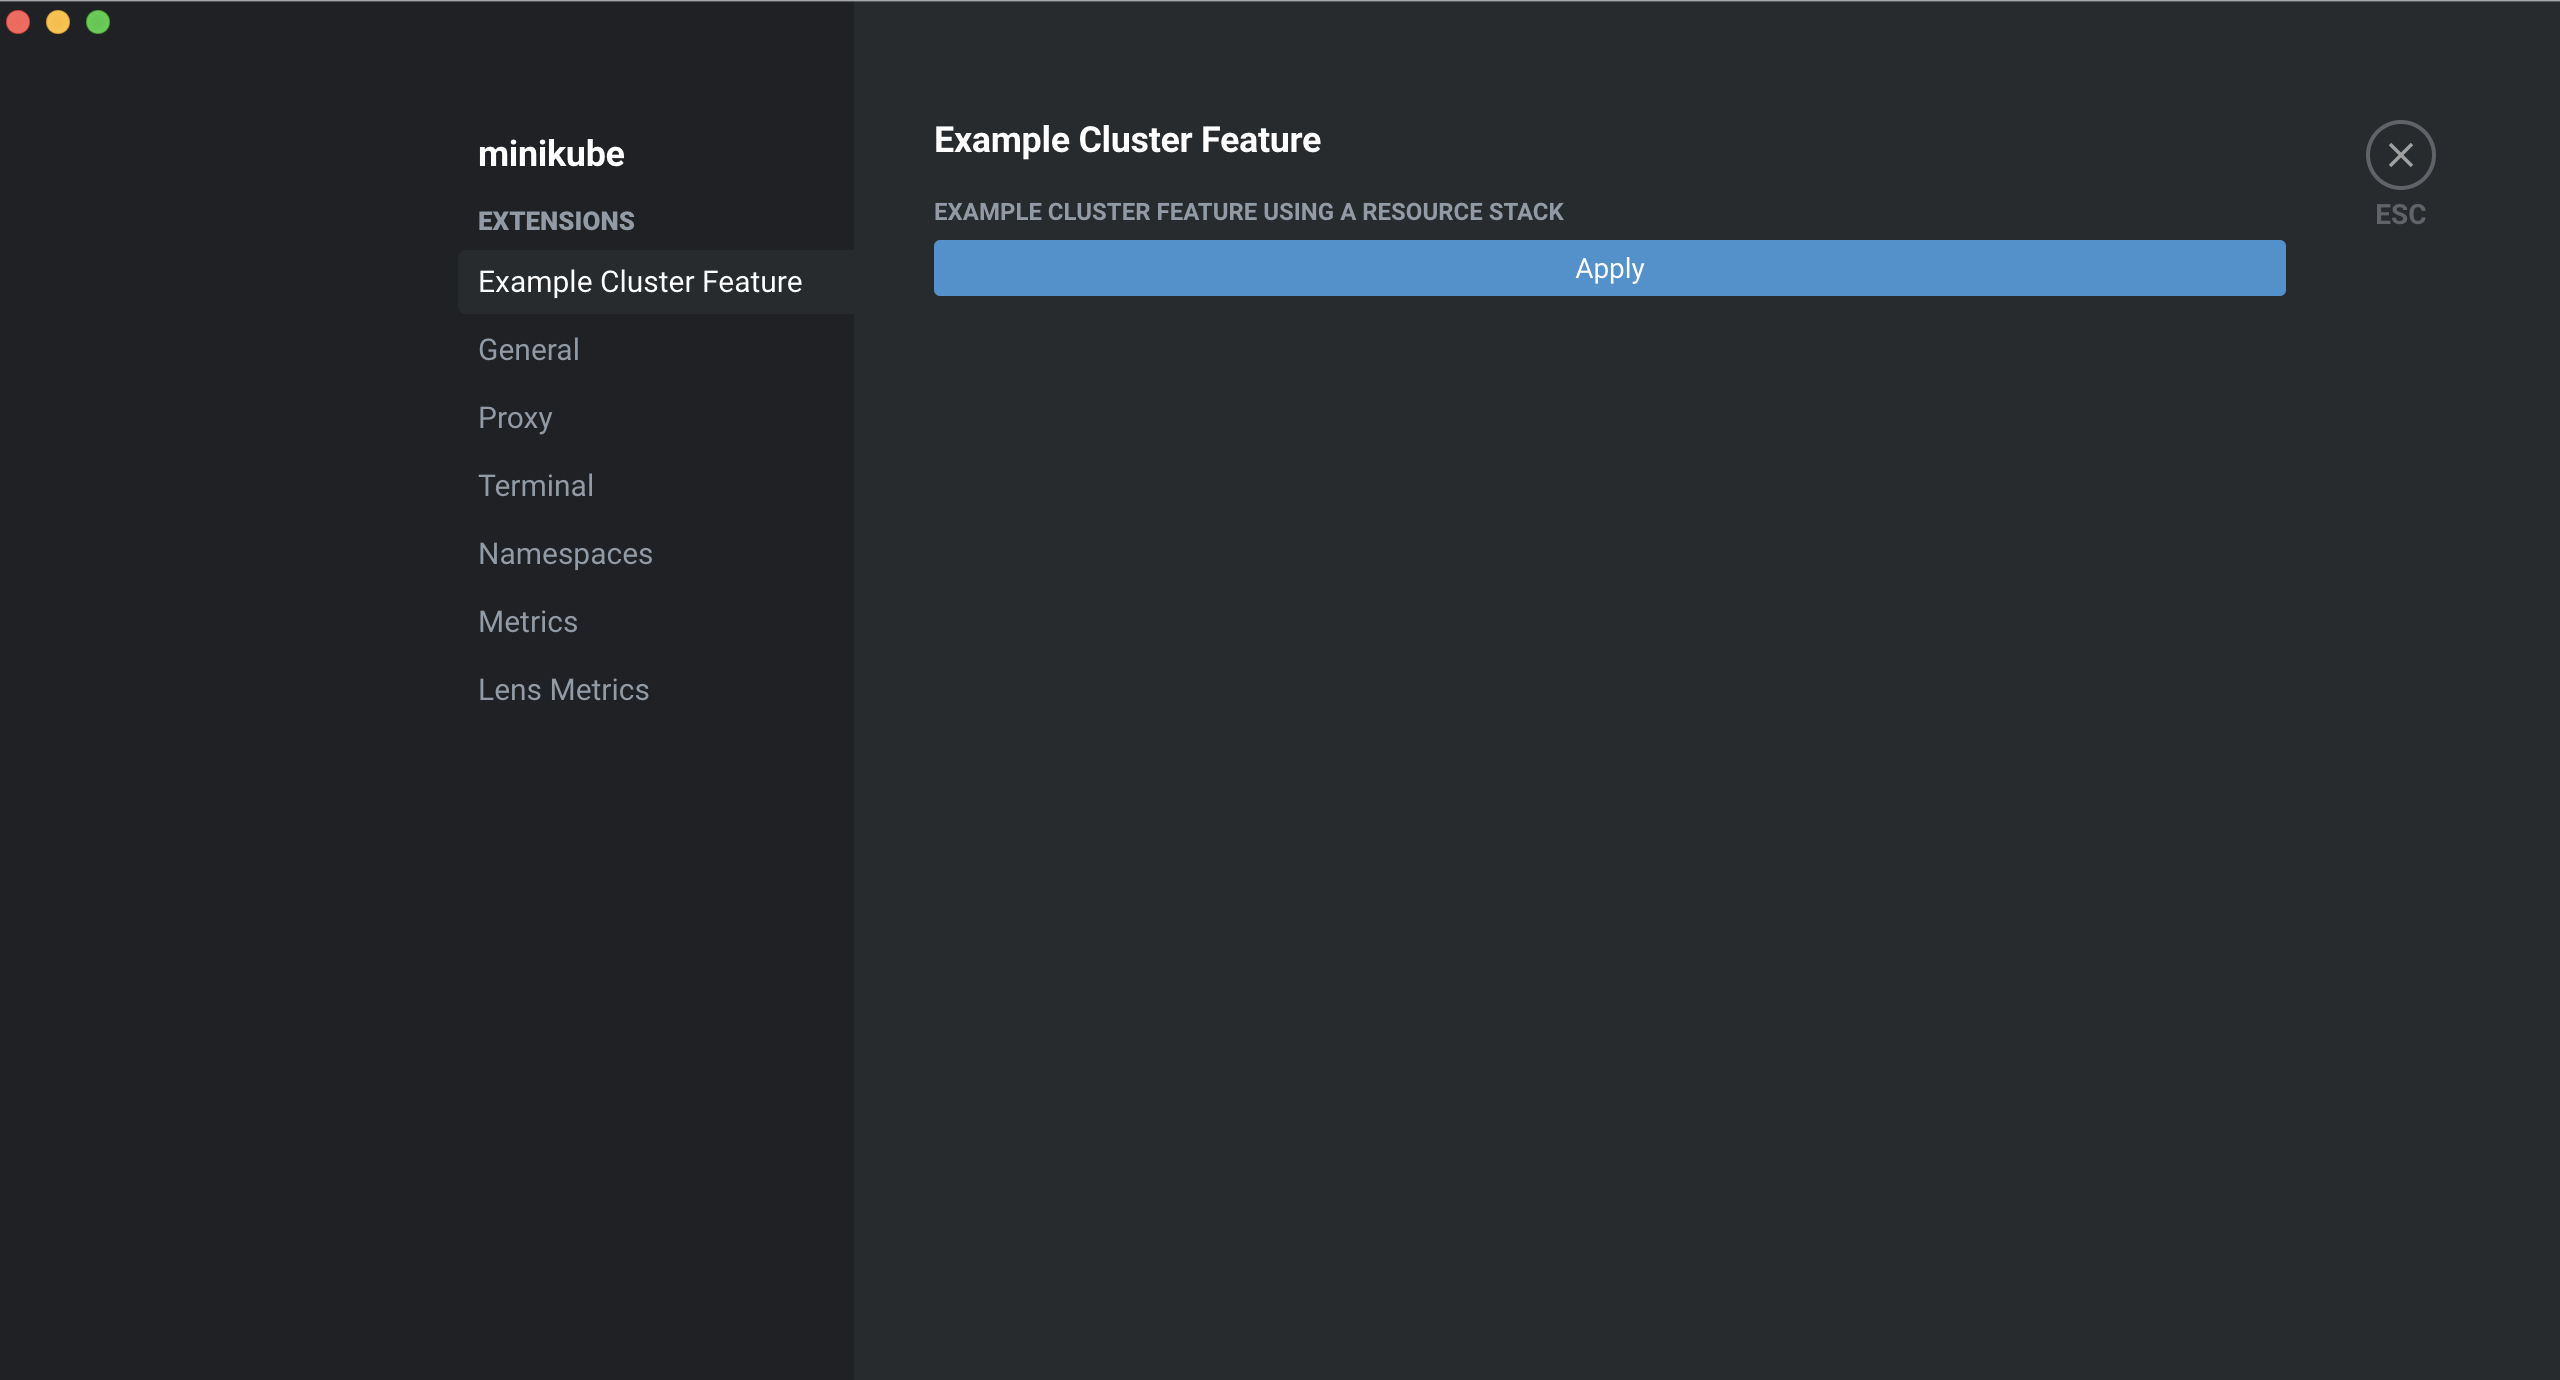 minikube
EXTENSIONS
Example Cluster Feature
General
Proxy
Terminal
Namespaces
Metrics
Lens Metrics
Example Cluster Feature
EXAMPLE CLUSTER FEATURE USING A RESOURCE STACK
Apply
ESC